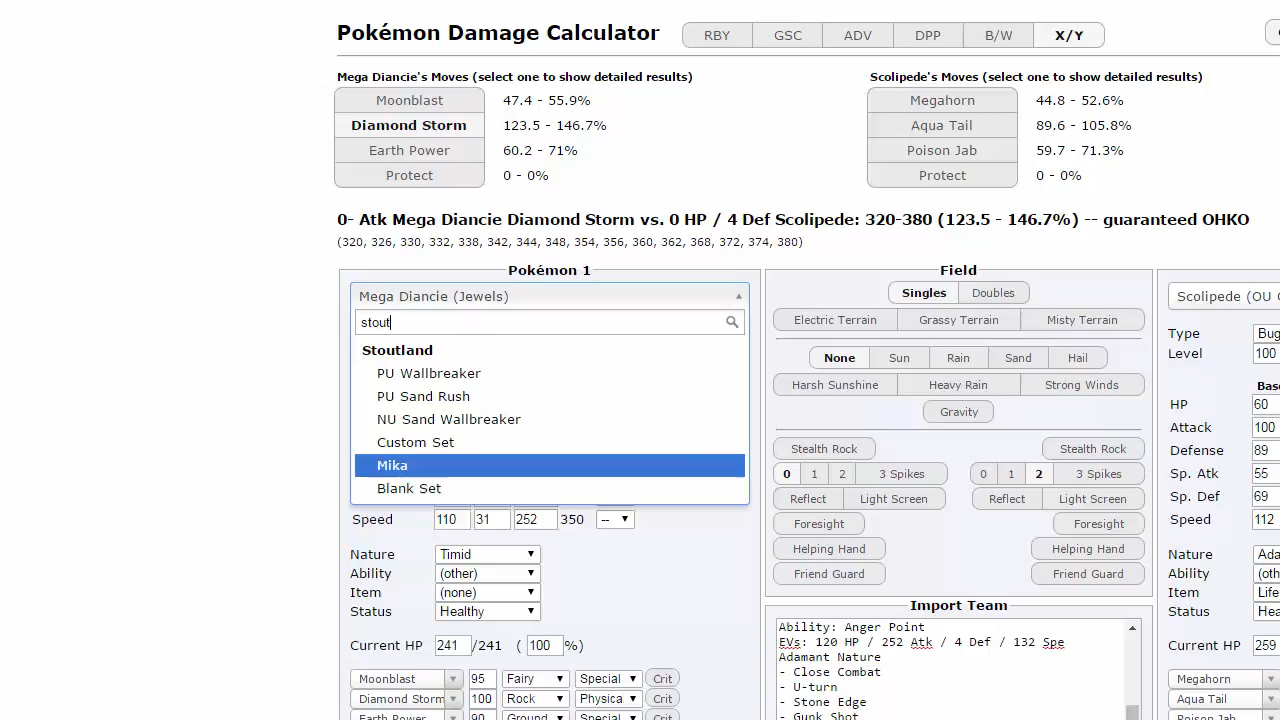 Pokémon Damage Calculator
RBY GSC ADV DPP B/W X/Y
Mega Diancie's Moves (select one to show detailed results)
Moonblast 47.4 - 55.9%
Diamond Storm 123.5 - 146.7%
Earth Power 60.2 - 71%
Protect 0 - 0%
Scolipede's Moves (select one to show detailed results)
Megahorn 44.8 - 52.6%
Aqua Tail 89.6 - 105.8%
Poison Jab 59.7 - 71.3%
Protect 0 - 0%
0- Atk Mega Diancie Diamond Storm vs. 0 HP / 4 Def Scolipede: 320-380 (123.5 - 146.7%) -- guaranteed OHKO
(320, 326, 330, 332, 338, 342, 344, 348, 354, 356, 360, 362, 368, 372, 374, 380)
Pokémon 1
Mega Diancie (Jewels)
stout
Stoutland
PU Wallbreaker
PU Sand Rush
NU Sand Wallbreaker
Custom Set
Mika
Blank Set
Speed 110 31 252 350 --
Nature Timid
Ability (other)
Item (none)
Status Healthy
Current HP 241 /241 ( 100 %)
Moonblast 95 Fairy Special Crit
Diamond Storm 100 Rock Physica Crit
Earth Power 90 Ground Special Crit
Field
Singles Doubles
Electric Terrain Grassy Terrain Misty Terrain
None Sun Rain Sand Hail
Harsh Sunshine Heavy Rain Strong Winds
Gravity
Stealth Rock Stealth Rock
0 1 2 3 Spikes 0 1 2 3 Spikes
Reflect Light Screen Reflect Light Screen
Foresight Foresight
Helping Hand Helping Hand
Friend Guard Friend Guard
Import Team
Ability: Anger Point
EVs: 120 HP / 252 Atk / 4 Def / 132 Spe
Adamant Nature
- Close Combat
- U-turn
- Stone Edge
- Gunk Shot
Scolipede (OU
Type Bug
Level 100
Base
HP 60
Attack 100
Defense 89
Sp. Atk 55
Sp. Def 69
Speed 112
Nature Ada
Ability (oth
Item Life
Status Hea
Current HP 259
Megahorn
Aqua Tail
Poison Jab